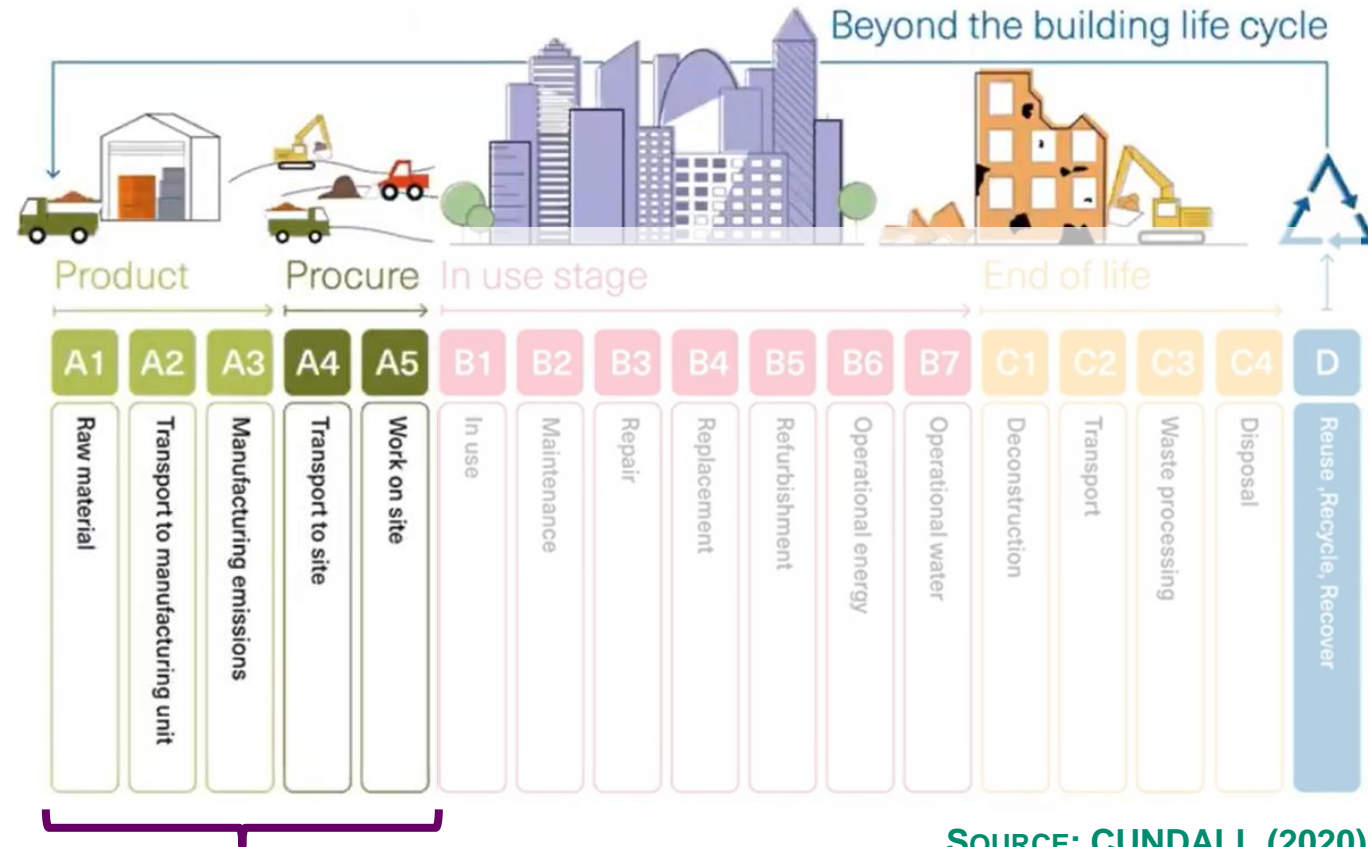 Beyond the building life cycle
Product
Procure
In use stage
End of life
A1
A2
A3
A4
A5
B1
B2
B3
B4
B5
B6
B7
C1
C2
C3
C4
D
Raw material
Transport to manufacturing unit
Manufacturing emissions
Transport to site
Work on site
In use
Maintenance
Repair
Replacement
Refurbishment
Operational energy
Operational water
Deconstruction
Transport
Waste processing
Disposal
Reuse ,Recycle, Recover
SOURCE: CUNDALL (2020)